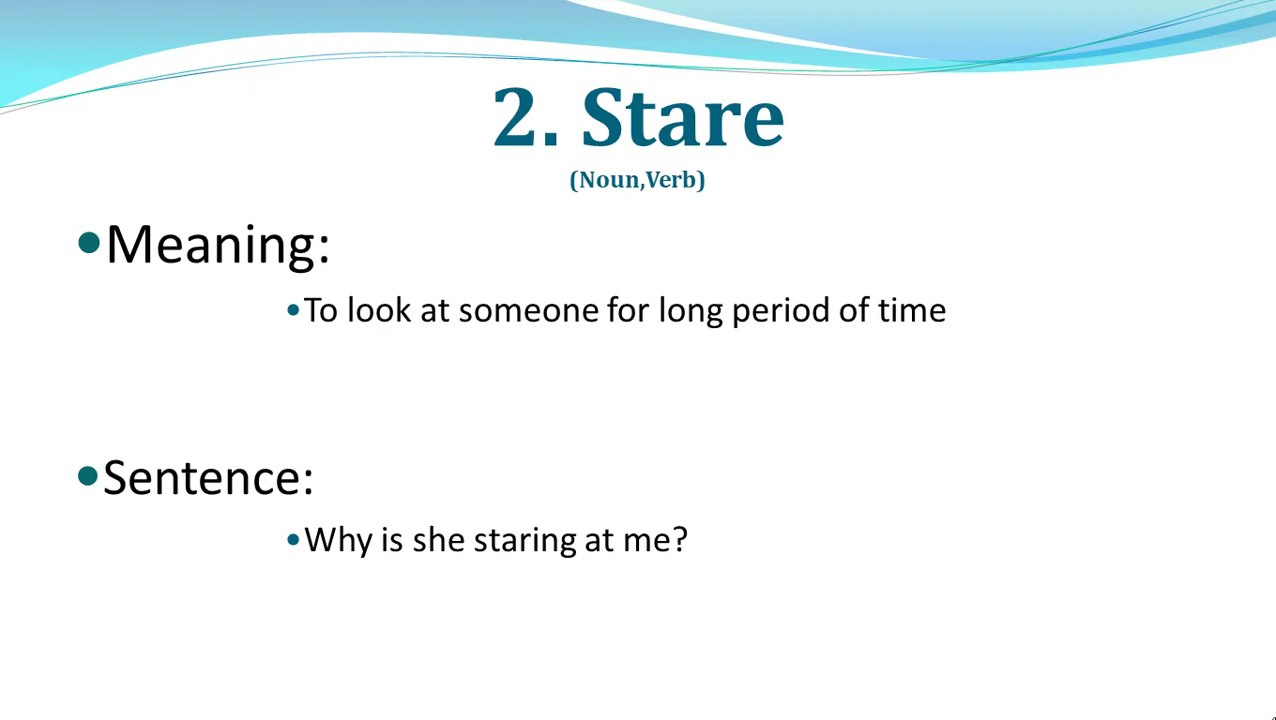 2. Stare
(Noun,Verb)
•Meaning:
•To look at someone for long period of time
•Sentence:
•Why is she staring at me?